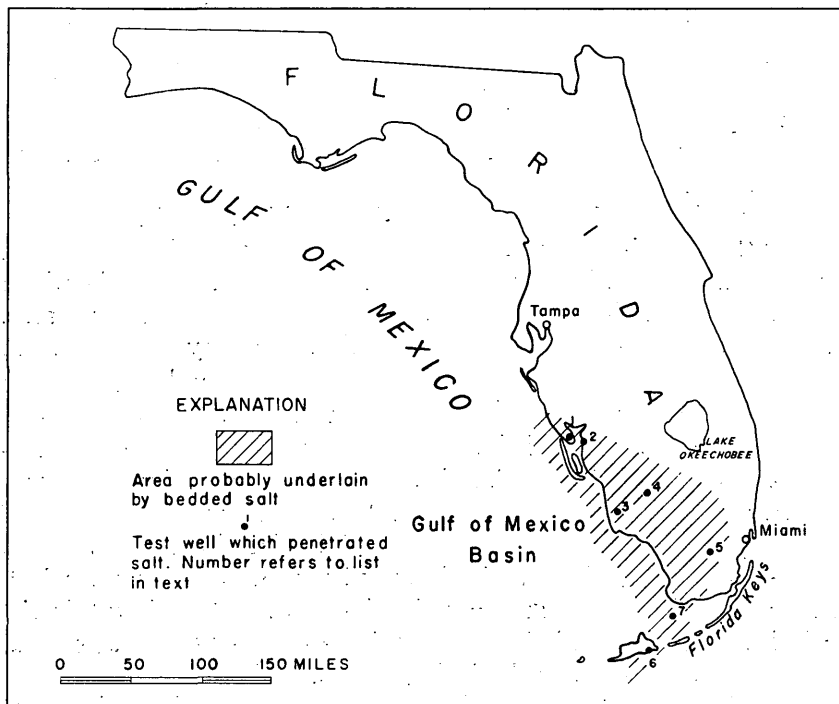 FLORIDA
GULF OF MEXICO
Tampa
LAKE
OKEECHOBEE
EXPLANATION
Area probably underlain
by bedded salt
1
Test well which penetrated
salt. Number refers to list
in text
1
2
3
4
5
6
7
Gulf of Mexico
Basin
Miami
Florida Keys
0 50 100 150 MILES